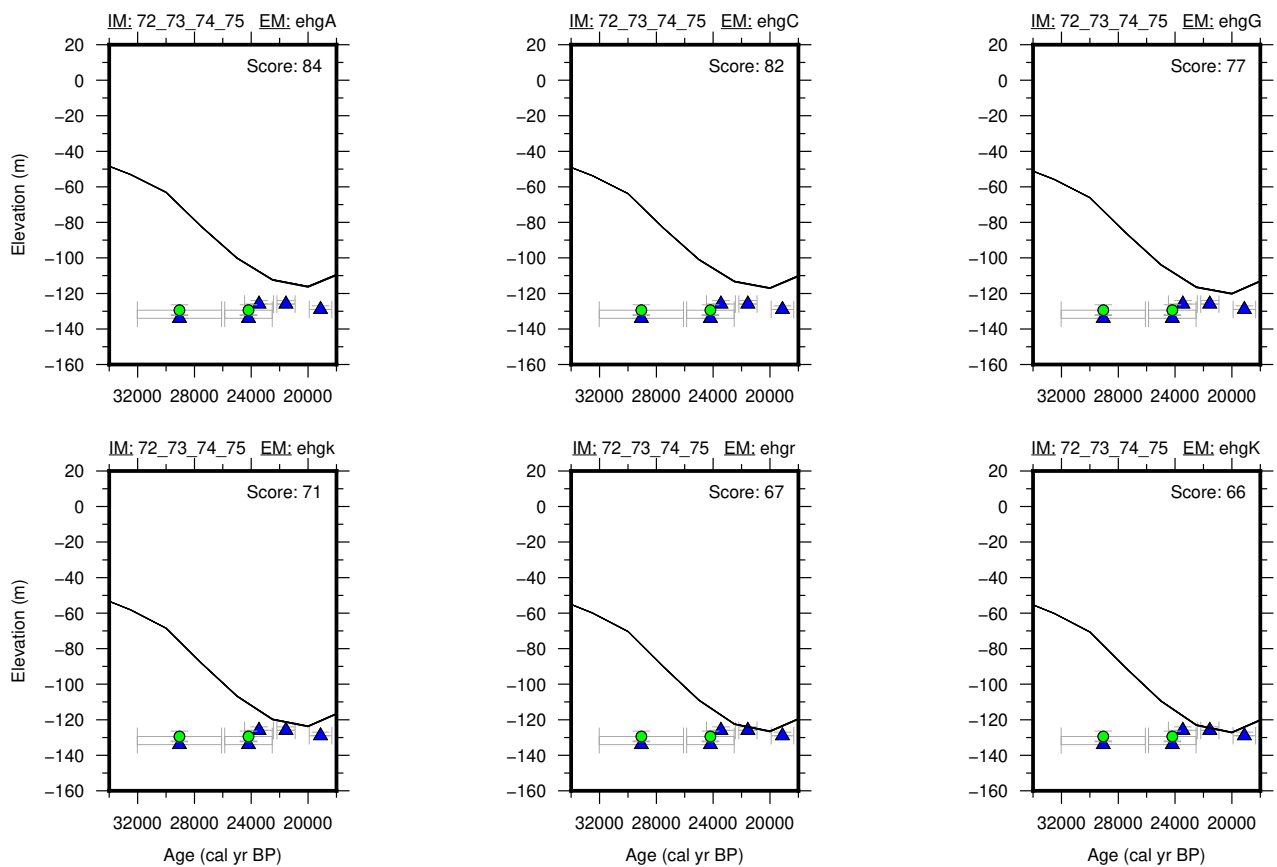 IM: 72_73_74_75 EM: ehgA
IM: 72_73_74_75 EM: ehgC
IM: 72_73_74_75 EM: ehgG
20
0
−20
−40
−60
−80
−100
−120
−140
−160
Elevation (m)
Score: 84
32000 28000 24000 20000
20
0
−20
−40
−60
−80
−100
−120
−140
−160
Score: 82
32000 28000 24000 20000
20
0
−20
−40
−60
−80
−100
−120
−140
−160
Score: 77
32000 28000 24000 20000
IM: 72_73_74_75 EM: ehgk
IM: 72_73_74_75 EM: ehgr
IM: 72_73_74_75 EM: ehgK
20
0
−20
−40
−60
−80
−100
−120
−140
−160
Elevation (m)
Score: 71
32000 28000 24000 20000
Age (cal yr BP)
20
0
−20
−40
−60
−80
−100
−120
−140
−160
Score: 67
32000 28000 24000 20000
Age (cal yr BP)
20
0
−20
−40
−60
−80
−100
−120
−140
−160
Score: 66
32000 28000 24000 20000
Age (cal yr BP)